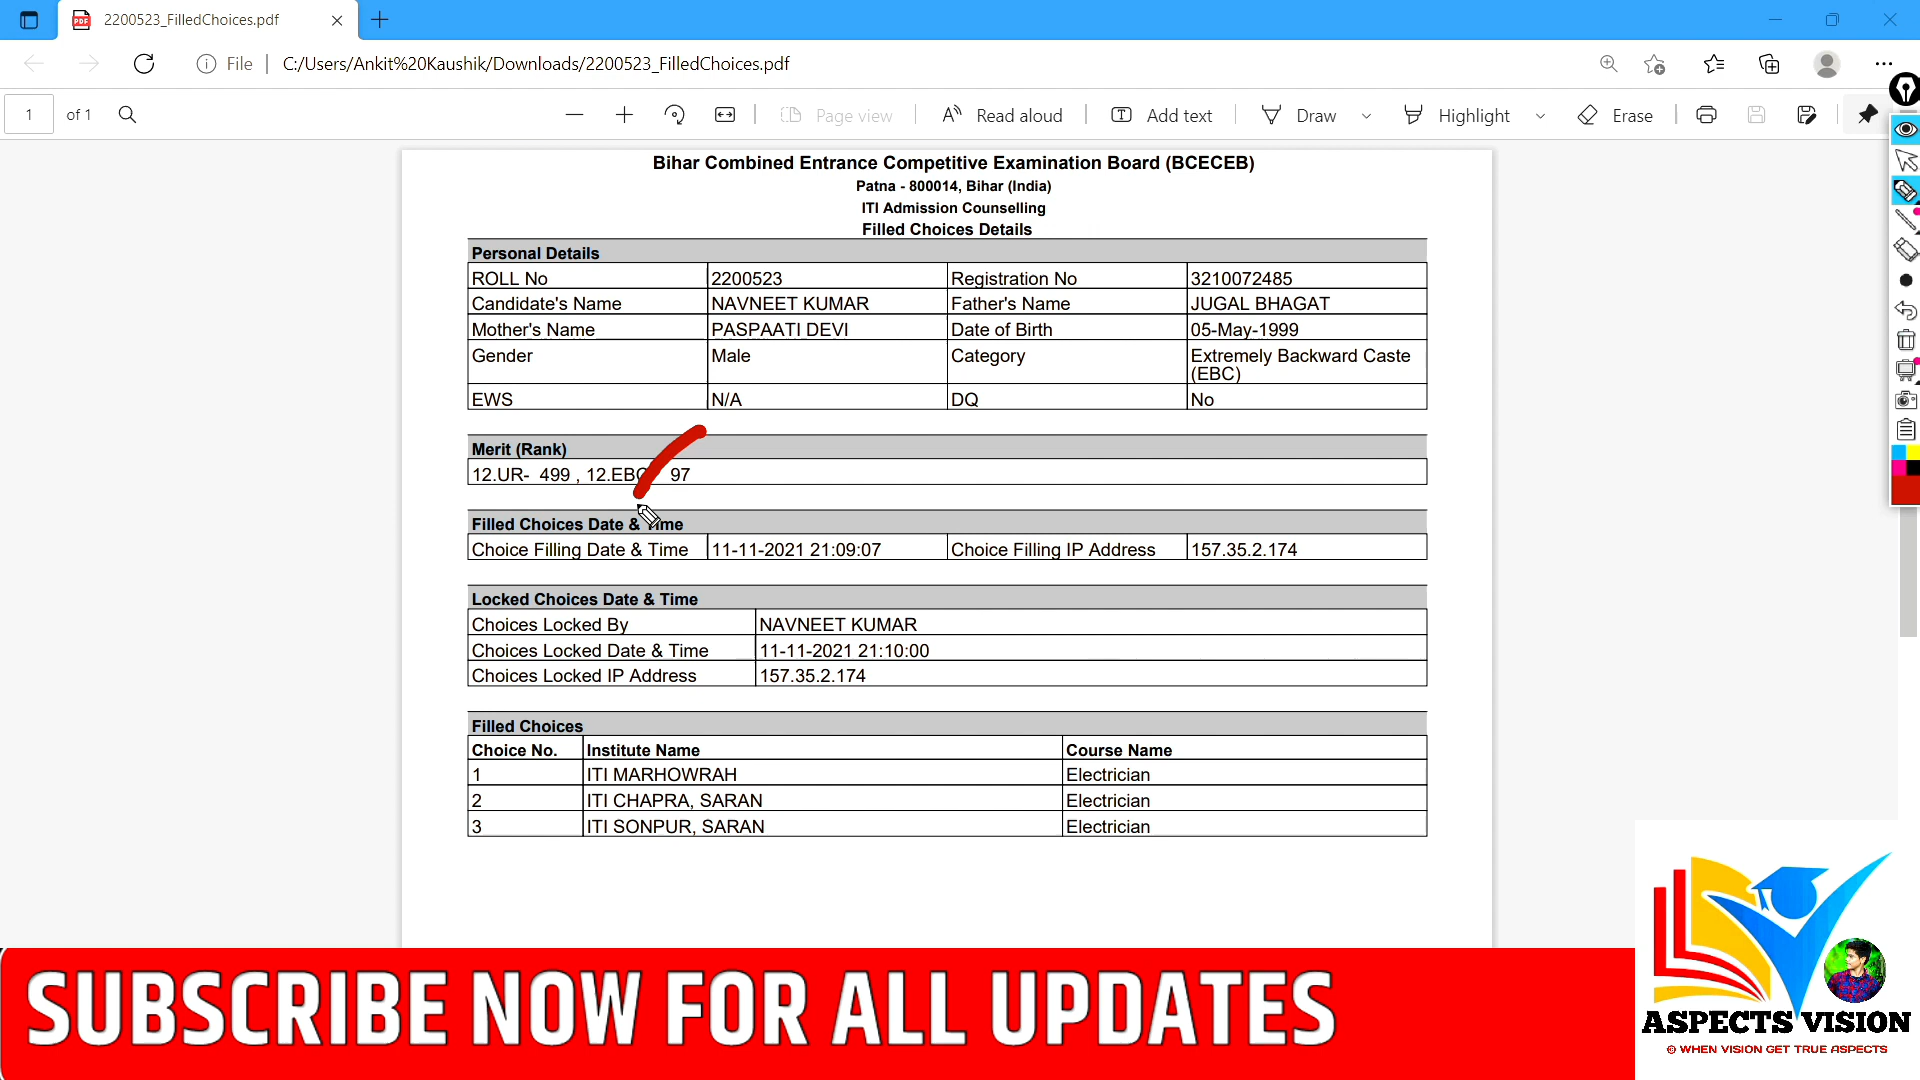 2200523_FilledChoices.pdf
File C:/Users/Ankit%20Kaushik/Downloads/2200523_FilledChoices.pdf
1 of 1 Page view Read aloud Add text Draw Highlight Erase
Bihar Combined Entrance Competitive Examination Board (BCECEB)
Patna - 800014, Bihar (India)
ITI Admission Counselling
Filled Choices Details
Personal Details
ROLL No 2200523 Registration No 3210072485
Candidate's Name NAVNEET KUMAR Father's Name JUGAL BHAGAT
Mother's Name PASPAATI DEVI Date of Birth 05-May-1999
Gender Male Category Extremely Backward Caste
(EBC)
EWS N/A DQ No
Merit (Rank)
12.UR- 499 , 12.EBC 97
Filled Choices Date & Time
Choice Filling Date & Time 11-11-2021 21:09:07 Choice Filling IP Address 157.35.2.174
Locked Choices Date & Time
Choices Locked By NAVNEET KUMAR
Choices Locked Date & Time 11-11-2021 21:10:00
Choices Locked IP Address 157.35.2.174
Filled Choices
Choice No. Institute Name Course Name
1 ITI MARHOWRAH Electrician
2 ITI CHAPRA, SARAN Electrician
3 ITI SONPUR, SARAN Electrician
SUBSCRIBE NOW FOR ALL UPDATES
ASPECTS VISION
© WHEN VISION GET TRUE ASPECTS